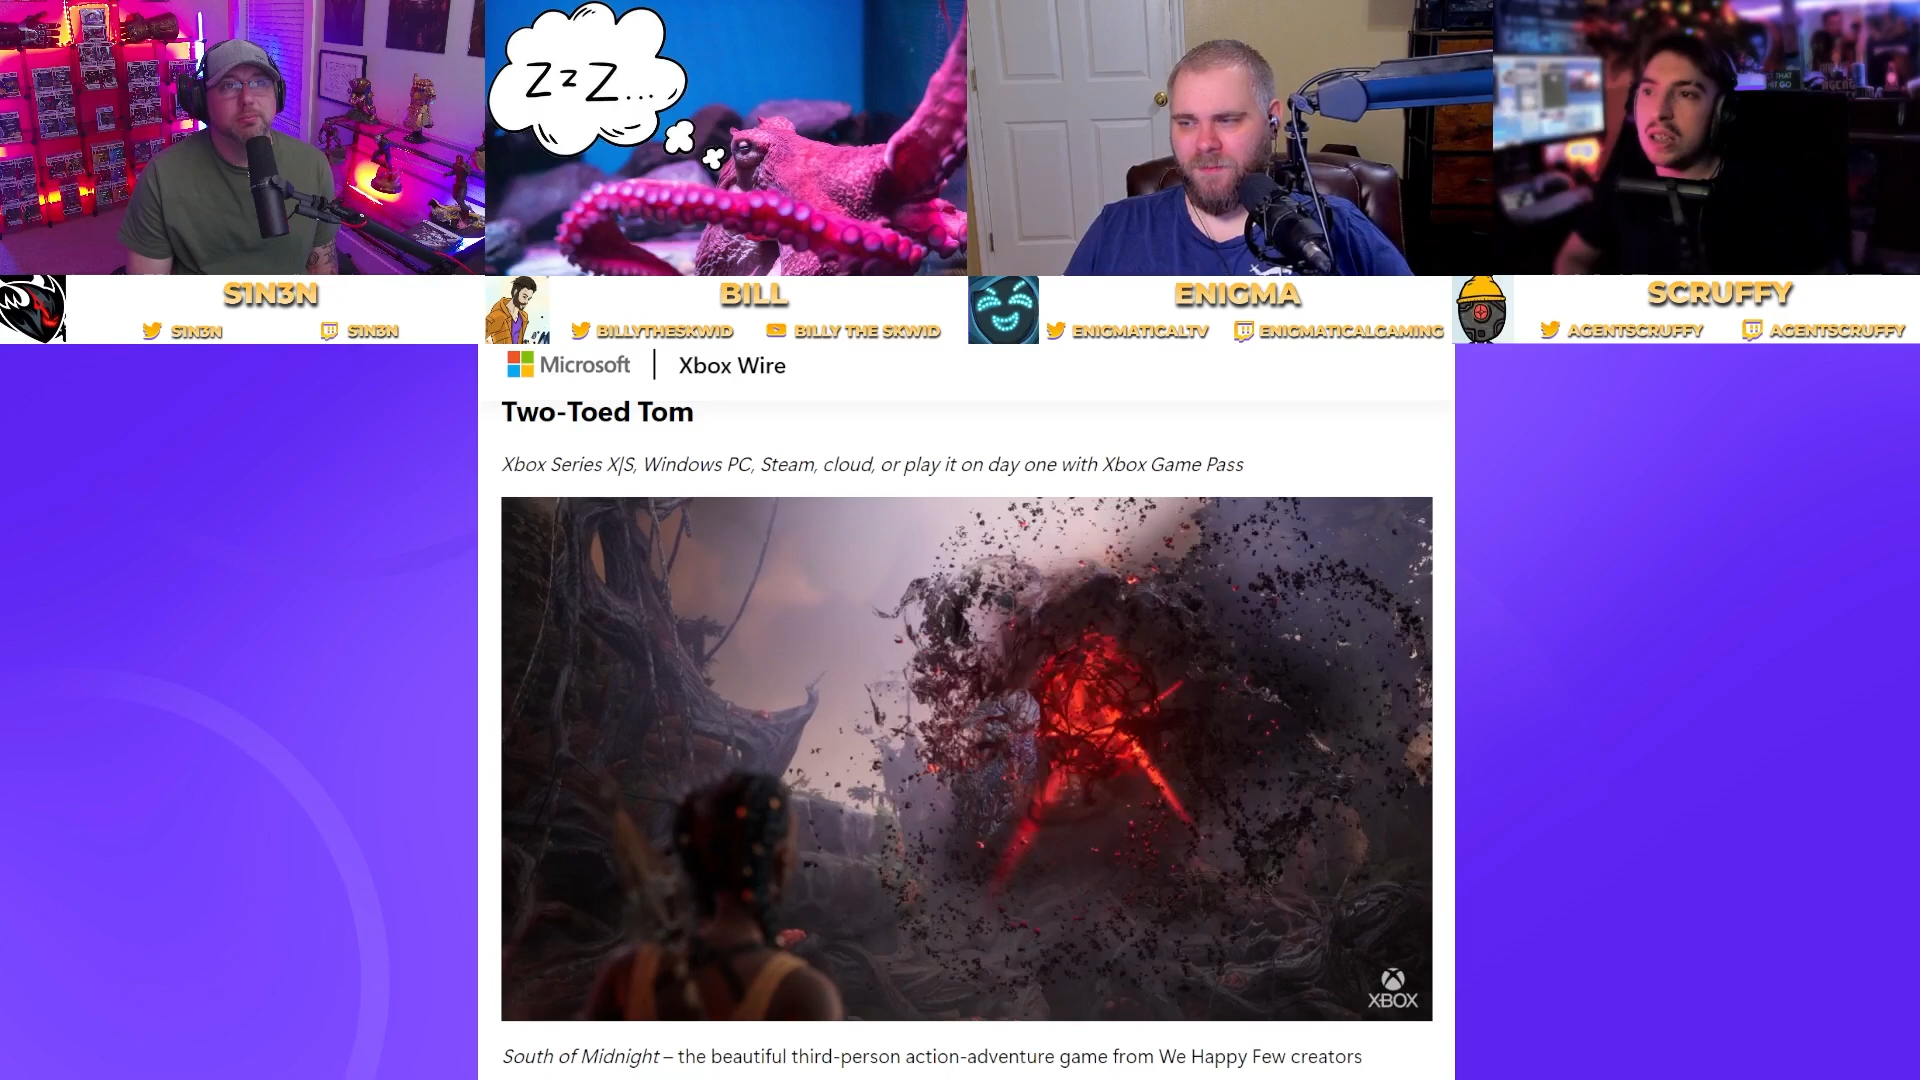 ZzZ...
S1N3N
S1N3N
S1N3N
BILL
BILLYTHESKWID
BILLY THE SKWID
ENIGMA
ENIGMATICALTV
ENIGMATICALGAMING
SCRUFFY
AGENTSCRUFFY
AGENTSCRUFFY
Microsoft | Xbox Wire
Two-Toed Tom
Xbox Series X|S, Windows PC, Steam, cloud, or play it on day one with Xbox Game Pass
XBOX
South of Midnight – the beautiful third-person action-adventure game from We Happy Few creators